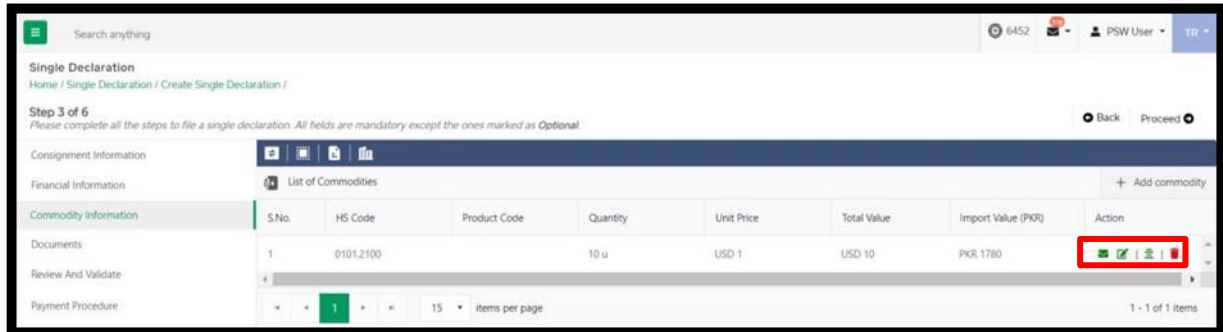 Search anything
6452
PSW User
TR
Single Declaration
Home / Single Declaration / Create Single Declaration /
Step 3 of 6
Please complete all the steps to file a single declaration. All fields are mandatory except the ones marked as Optional.
Back Proceed
Consignment Information
Financial Information
Commodity Information
Documents
Review And Validate
Payment Procedure
List of Commodities
+ Add commodity
S.No. HS Code Product Code Quantity Unit Price Total Value Import Value (PKR) Action
1 0101.2100 10 u USD 1 USD 10 PKR 1780
1 15 items per page 1 - 1 of 1 items